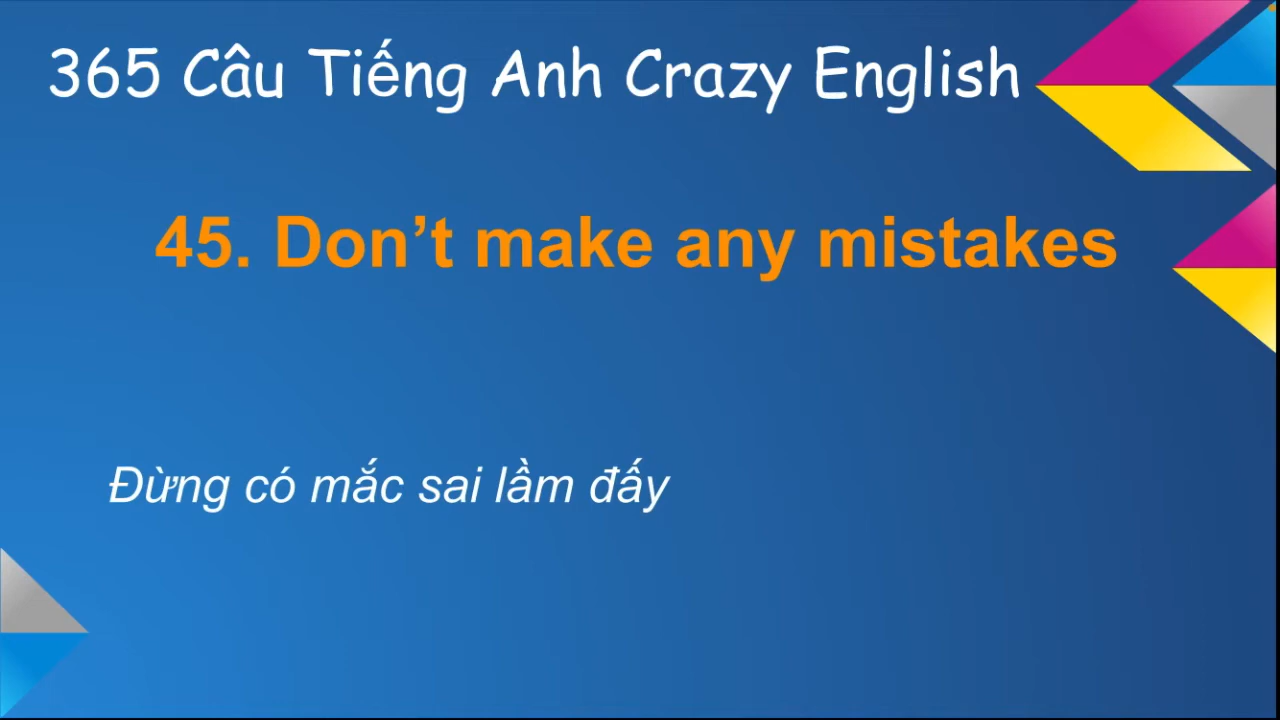 365 Câu Tiếng Anh Crazy English
45. Don’t make any mistakes
Đừng có mắc sai lầm đấy